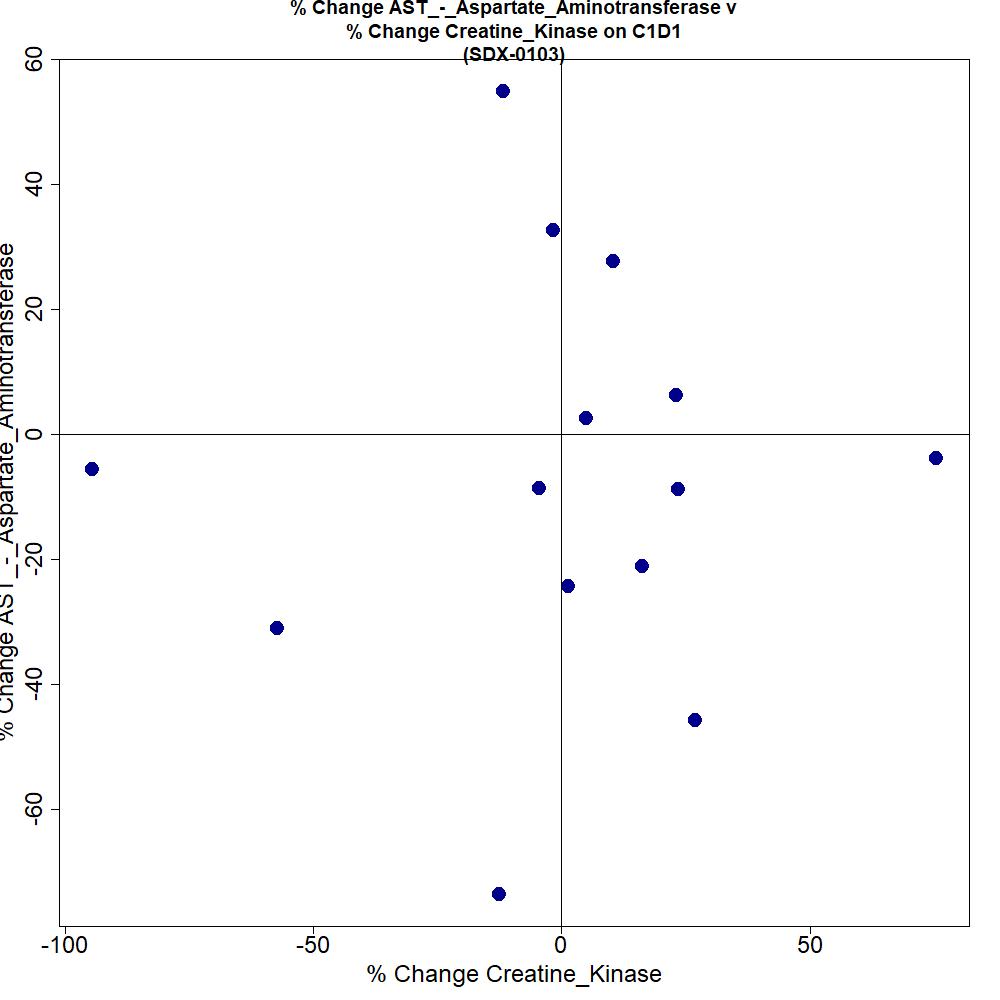 % Change AST_-_Aspartate_Aminotransferase v
% Change Creatine_Kinase on C1D1
(SDX-0103)
% Change AST_-_Aspartate_Aminotransferase
60
40
20
0
-20
-40
-60
-100
-50
0
50
% Change Creatine_Kinase